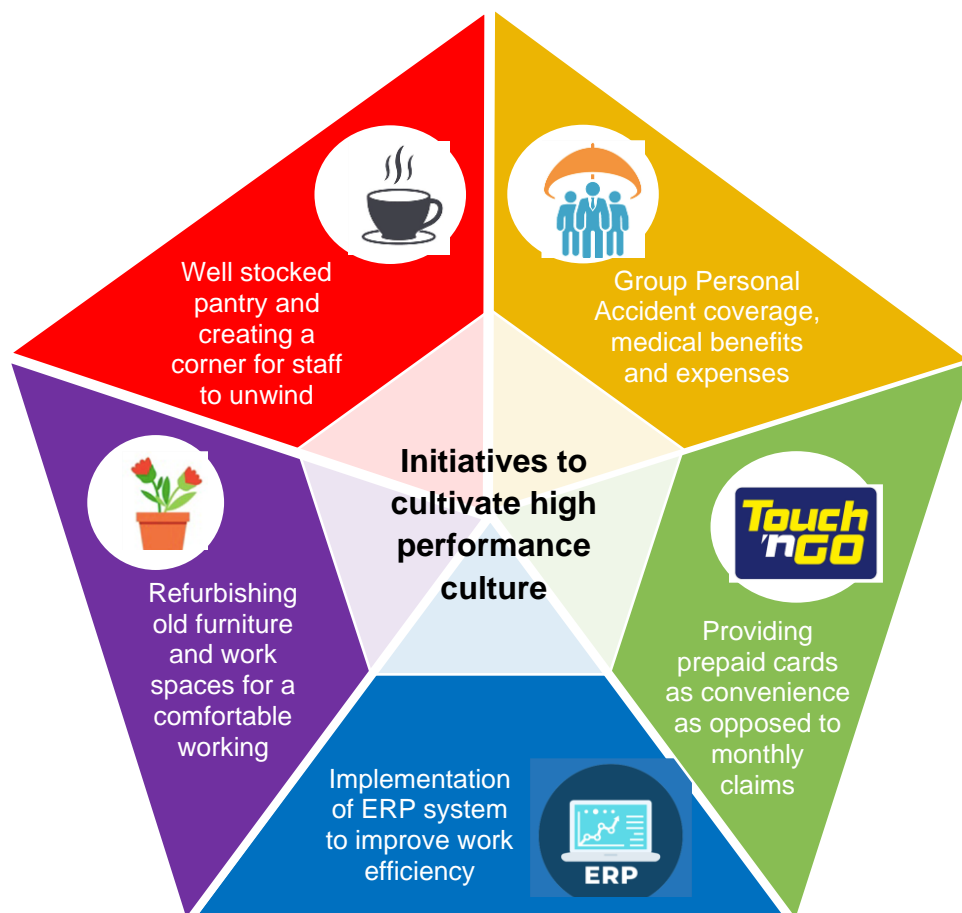 Well stocked
pantry and
creating a
corner for staff
to unwind
Group Personal
Accident coverage,
medical benefits
and expenses
Initiatives to
cultivate high
performance
culture
Touch
'nGO
Refurbishing
old furniture
and work
spaces for a
comfortable
working
Providing
prepaid cards
as convenience
as opposed to
monthly
claims
Implementation
of ERP system
to improve work
efficiency
ERP